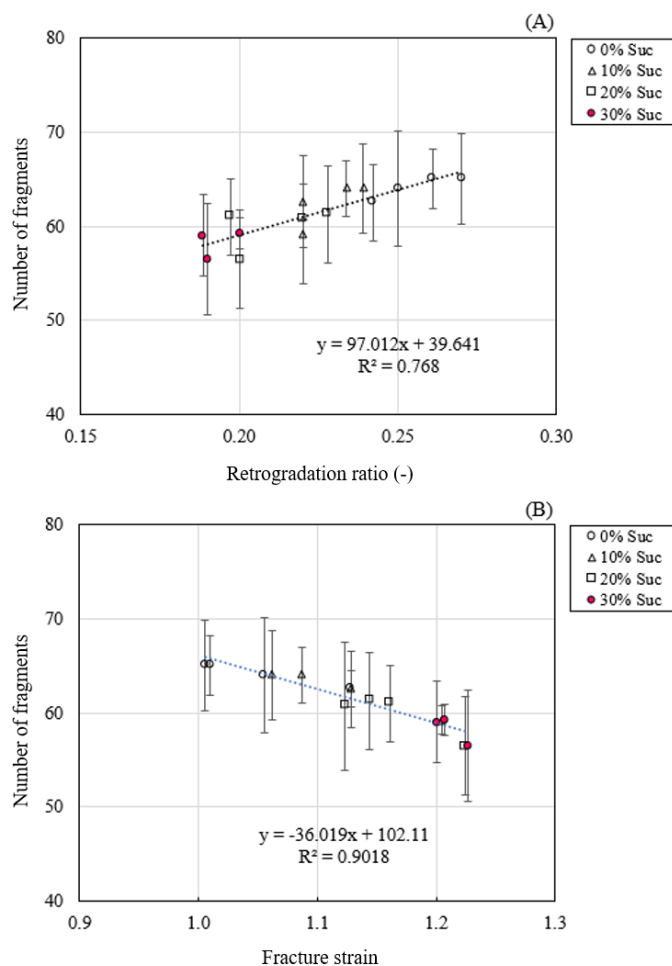 (A)
80
70
60
50
40
Number of fragments
0% Suc
10% Suc
20% Suc
30% Suc
y = 97.012x + 39.641
R² = 0.768
0.15 0.20 0.25 0.30
Retrogradation ratio (-)
(B)
80
70
60
50
40
Number of fragments
0% Suc
10% Suc
20% Suc
30% Suc
y = -36.019x + 102.11
R² = 0.9018
0.9 1.0 1.1 1.2 1.3
Fracture strain